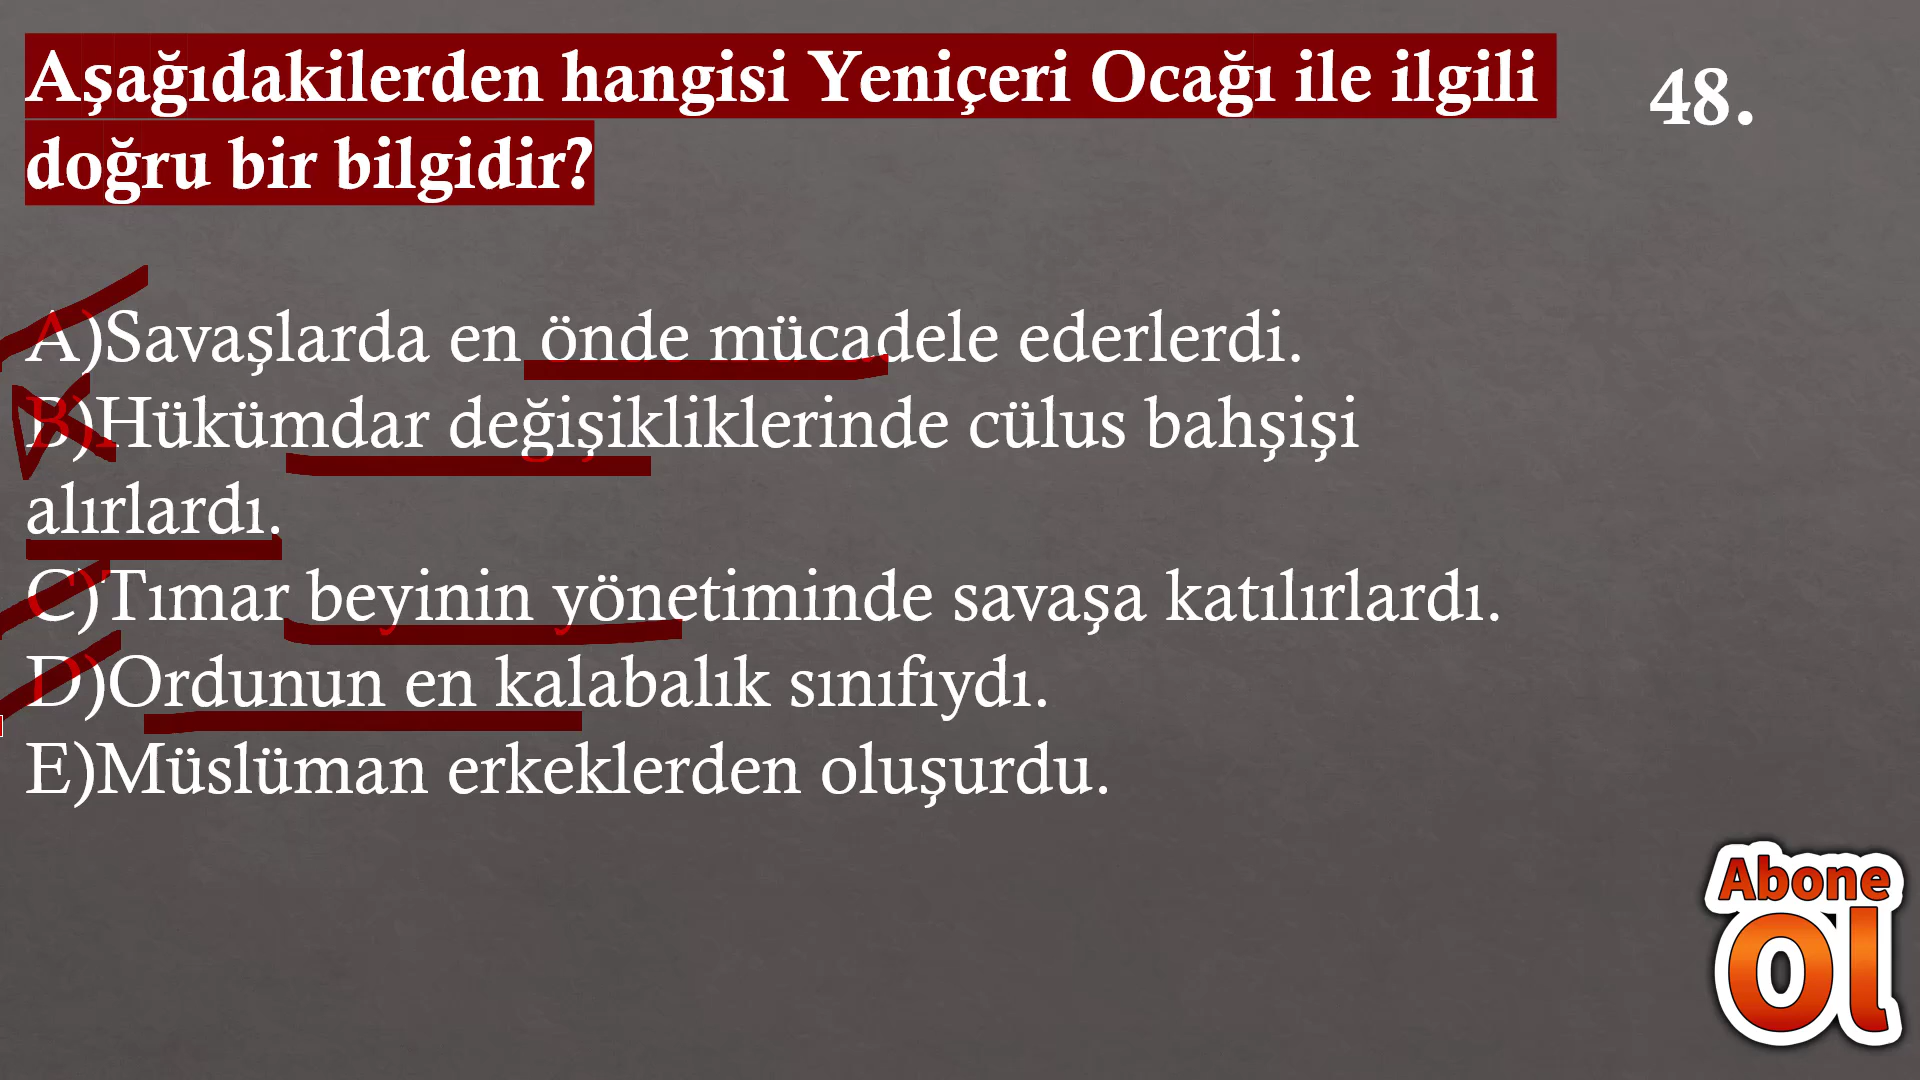 Aşağıdakilerden hangisi Yeniçeri Ocağı ile ilgili
doğru bir bilgidir?
48.
A)Savaşlarda en önde mücadele ederlerdi.
B)Hükümdar değişikliklerinde cülus bahşişi
alırlardı.
C)Tımar beyinin yönetiminde savaşa katılırlardı.
D)Ordunun en kalabalık sınıfıydı.
E)Müslüman erkeklerden oluşurdu.
Abone
Ol